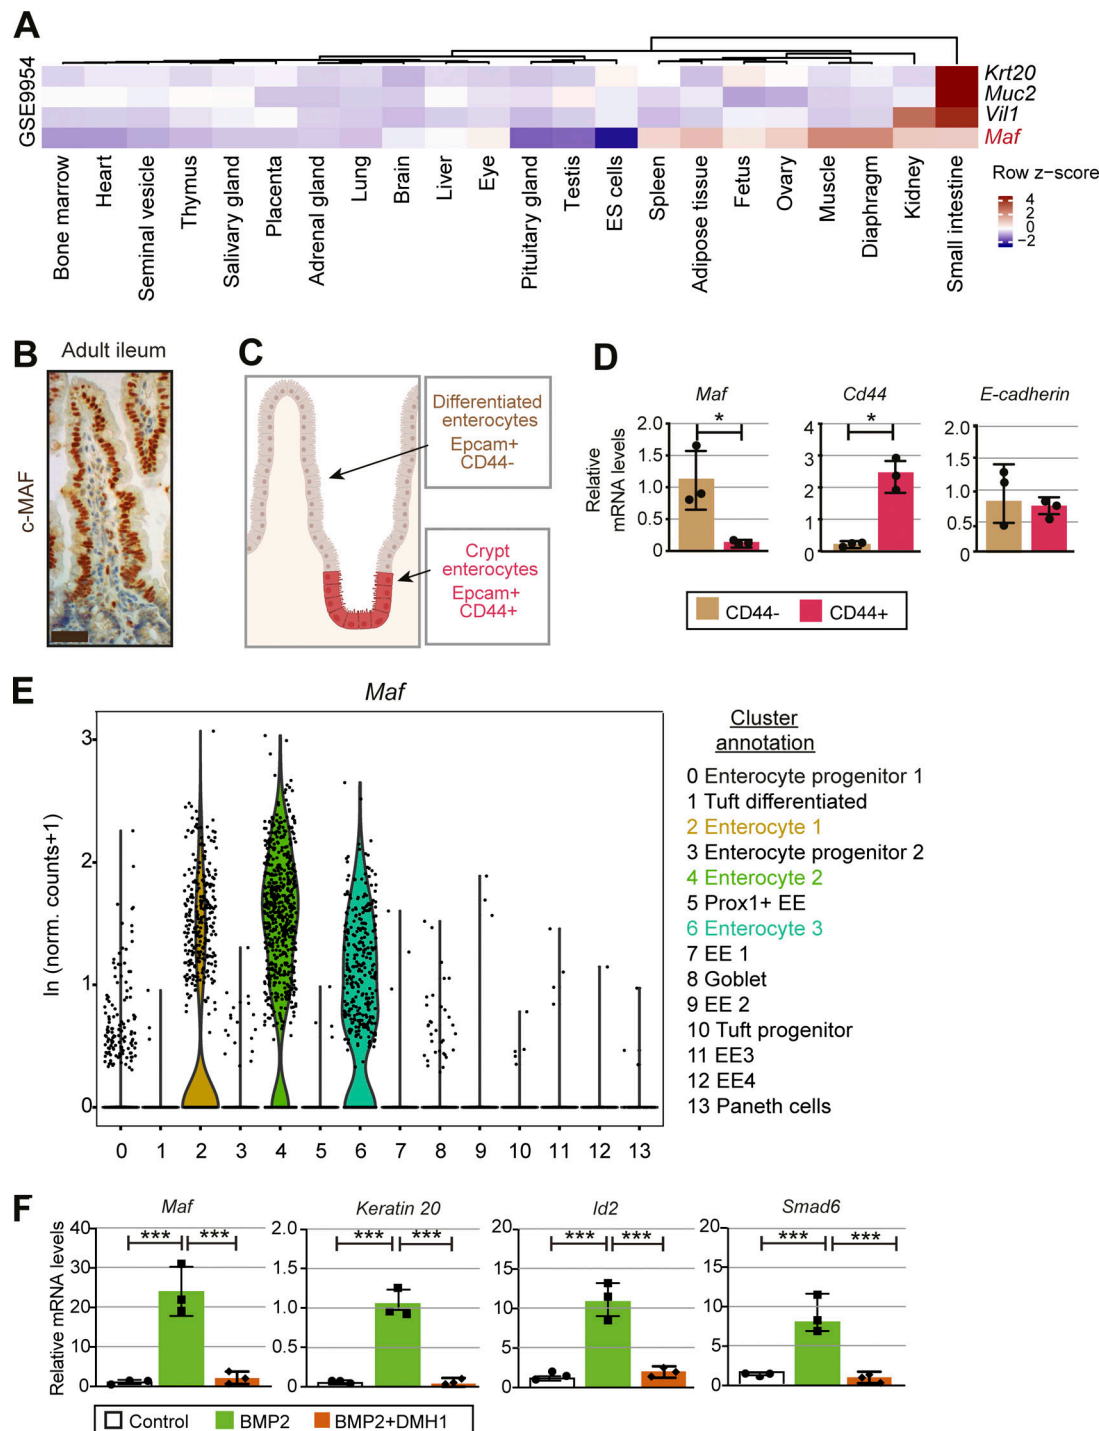 A
GSE9954
Krt20
Muc2
Vil1
Maf
Bone marrow
Heart
Seminal vesicle
Thymus
Salivary gland
Placenta
Adrenal gland
Lung
Brain
Liver
Eye
Pituitary gland
Testis
ES cells
Spleen
Adipose tissue
Fetus
Ovary
Muscle
Diaphragm
Kidney
Small intestine
Row z−score
4
2
0
−2
B
Adult ileum
c-MAF
C
Differentiated
enterocytes
Epcam+
CD44-
Crypt
enterocytes
Epcam+
CD44+
D
Relative
mRNA levels
Maf
2.0
1.5
1.0
0.5
0
*
Cd44
4
3
2
1
0
*
E-cadherin
2.0
1.5
1.0
0.5
0
CD44-
CD44+
E
Maf
ln (norm. counts+1)
3
2
1
0
0 1 2 3 4 5 6 7 8 9 10 11 12 13
Cluster
annotation
0 Enterocyte progenitor 1
1 Tuft differentiated
2 Enterocyte 1
3 Enterocyte progenitor 2
4 Enterocyte 2
5 Prox1+ EE
6 Enterocyte 3
7 EE 1
8 Goblet
9 EE 2
10 Tuft progenitor
11 EE3
12 EE4
13 Paneth cells
F
Relative mRNA levels
Maf
40
30
20
10
0
*** ***
Keratin 20
2.0
1.5
1.0
0.5
0
*** ***
Id2
20
15
10
5
0
*** ***
Smad6
20
15
10
5
0
*** ***
Control
BMP2
BMP2+DMH1